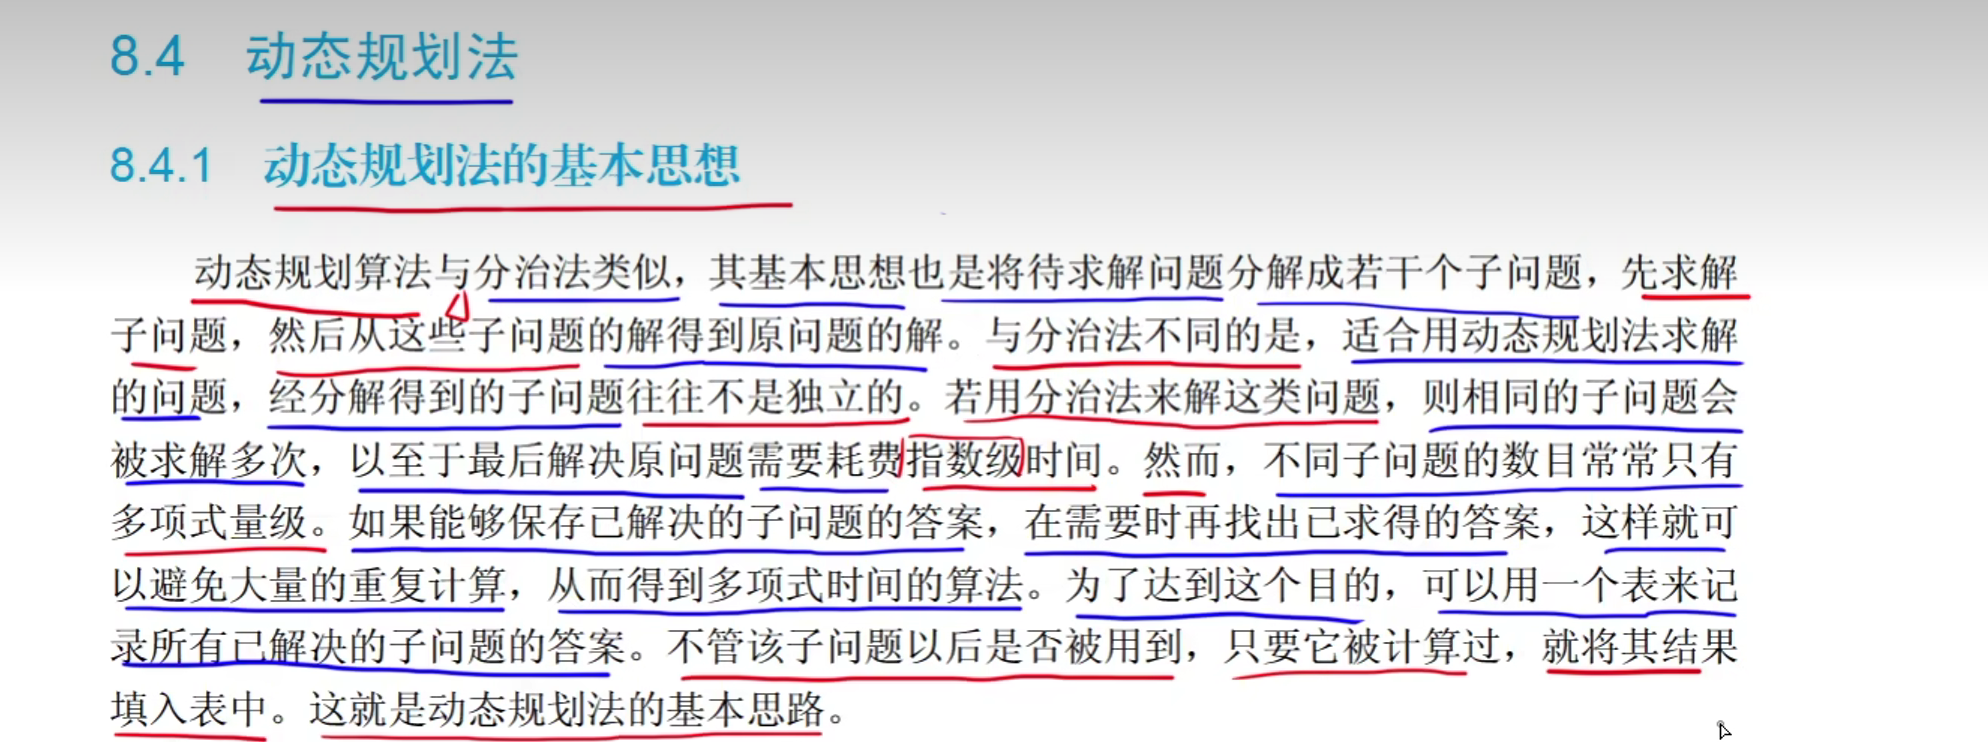 8.4 动态规划法
8.4.1 动态规划法的基本思想
动态规划算法与分治法类似，其基本思想也是将待求解问题分解成若干个子问题，先求解
子问题，然后从这些子问题的解得到原问题的解。与分治法不同的是，适合用动态规划法求解
的问题，经分解得到的子问题往往不是独立的。若用分治法来解这类问题，则相同的子问题会
被求解多次，以至于最后解决原问题需要耗费指数级时间。然而，不同子问题的数目常常只有
多项式量级。如果能够保存已解决的子问题的答案，在需要时再找出已求得的答案，这样就可
以避免大量的重复计算，从而得到多项式时间的算法。为了达到这个目的，可以用一个表来记
录所有已解决的子问题的答案。不管该子问题以后是否被用到，只要它被计算过，就将其结果
填入表中。这就是动态规划法的基本思路。